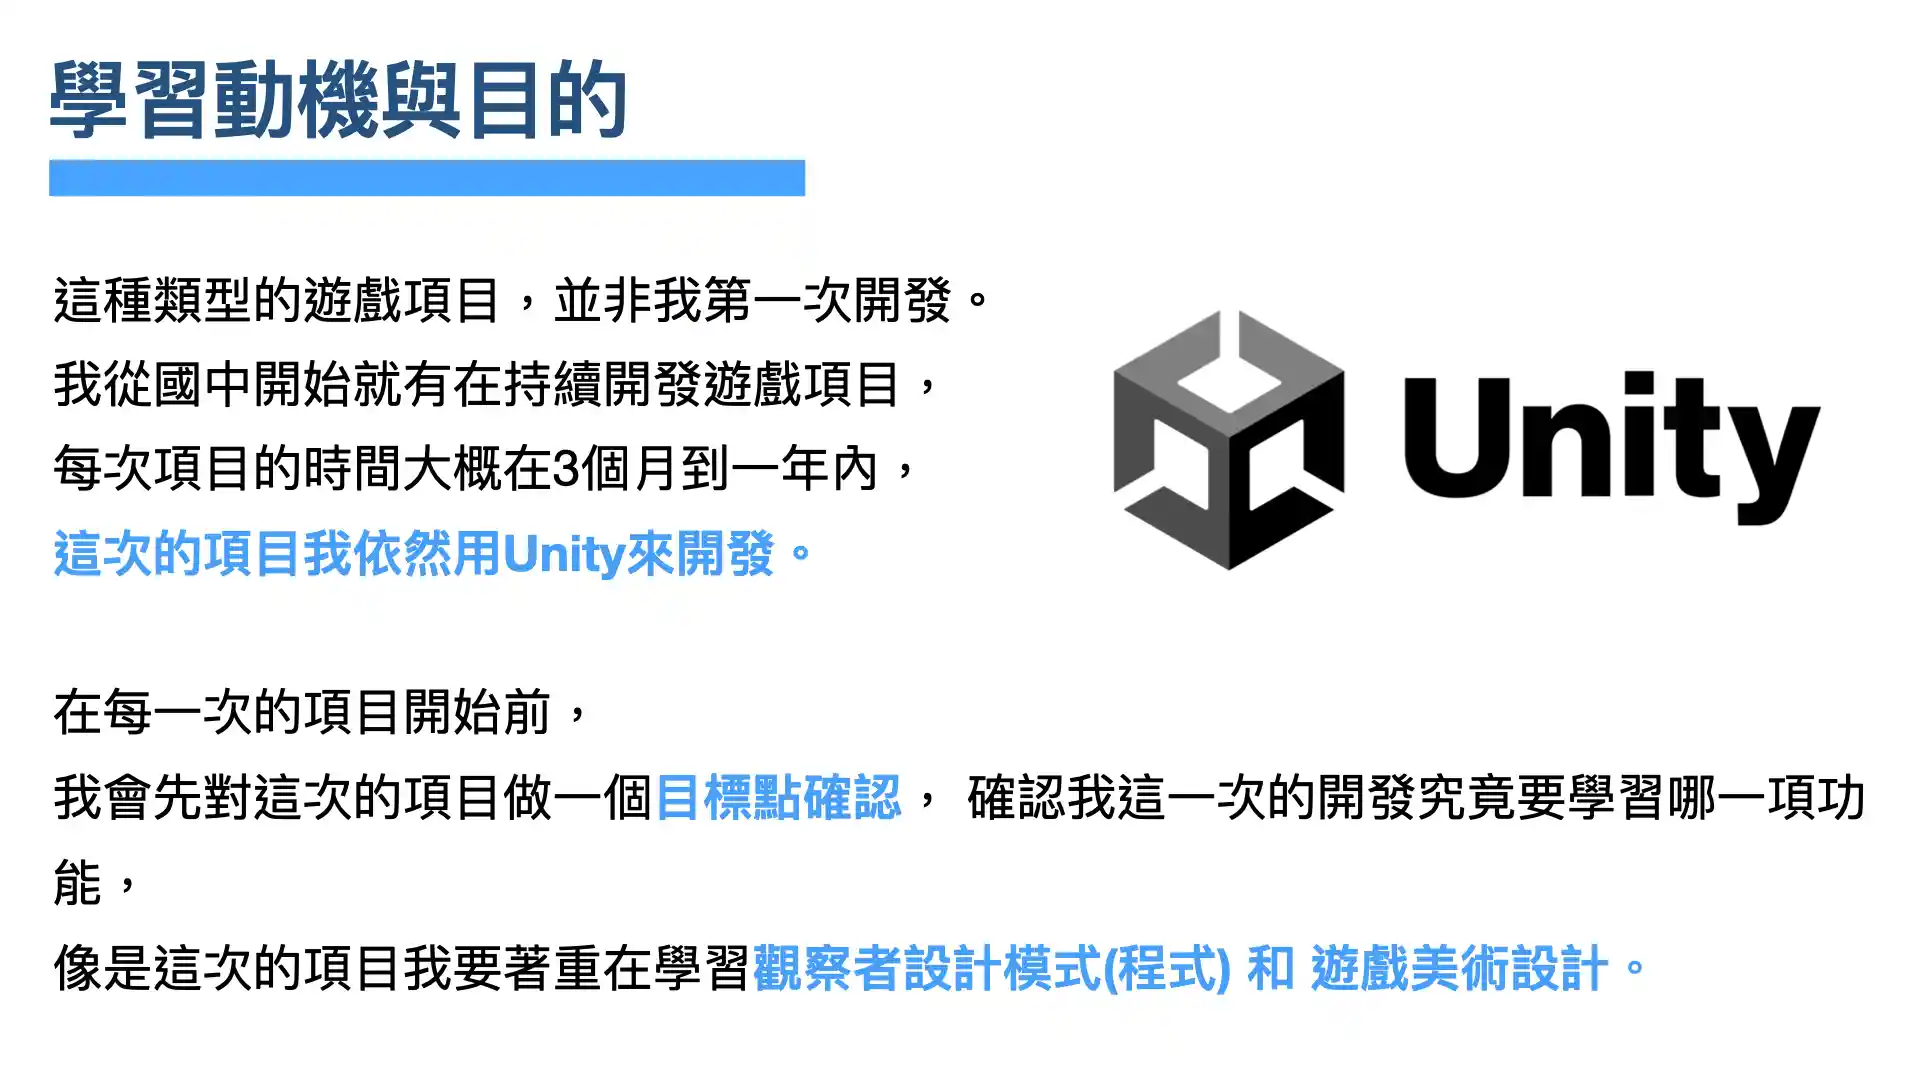 學習動機與目的
這種類型的遊戲項目，並非我第一次開發。
我從國中開始就有在持續開發遊戲項目，
每次項目的時間大概在3個月到一年內，
這次的項目我依然用Unity來開發。
Unity
在每一次的項目開始前，
我會先對這次的項目做一個目標點確認， 確認我這一次的開發究竟要學習哪一項功
能，
像是這次的項目我要著重在學習觀察者設計模式(程式) 和 遊戲美術設計。